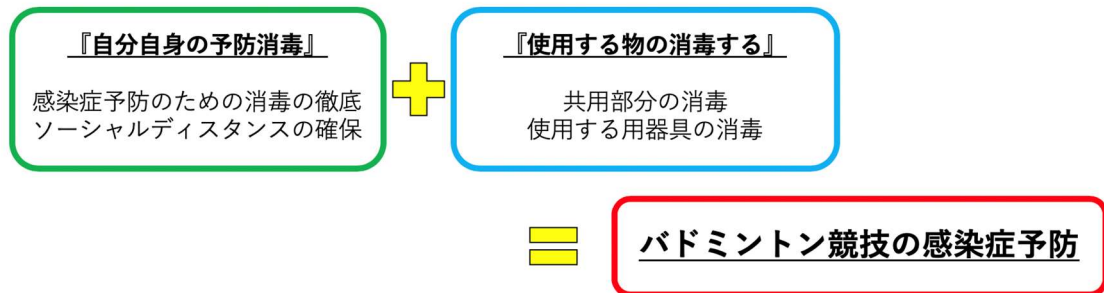 『自分自身の予防消毒』
感染症予防のための消毒の徹底
ソーシャルディスタンスの確保
『使用する物の消毒する』
共用部分の消毒
使用する用器具の消毒
バドミントン競技の感染症予防